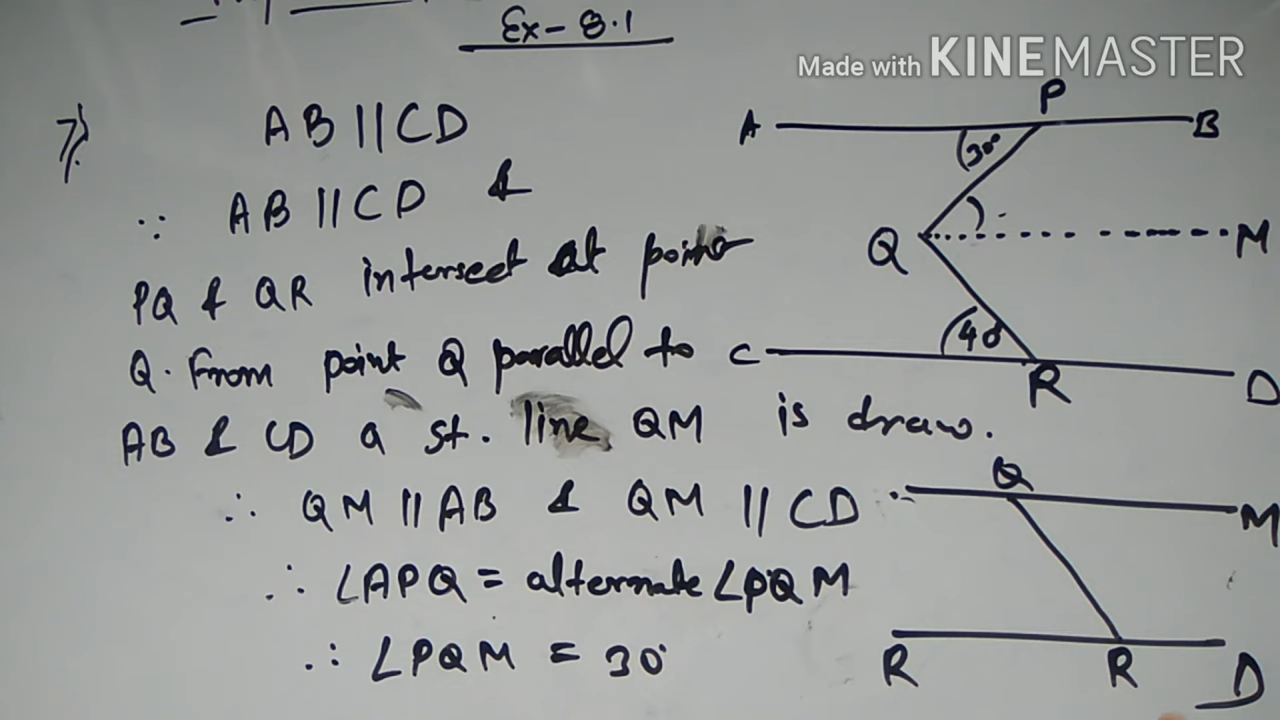 Ex - 8.1
Made with KINEMASTER
7)
AB || CD
∵ AB || CD &
PQ & QR intersect at point
Q. From point Q parallel to
AB & CD a st. line QM is draw.
∴ QM || AB & QM || CD
∴ ∠APQ = alternate ∠PQM
∴ ∠PQM = 30°
P
A B
30°
Q M
40°
C R D
Q M
R R D